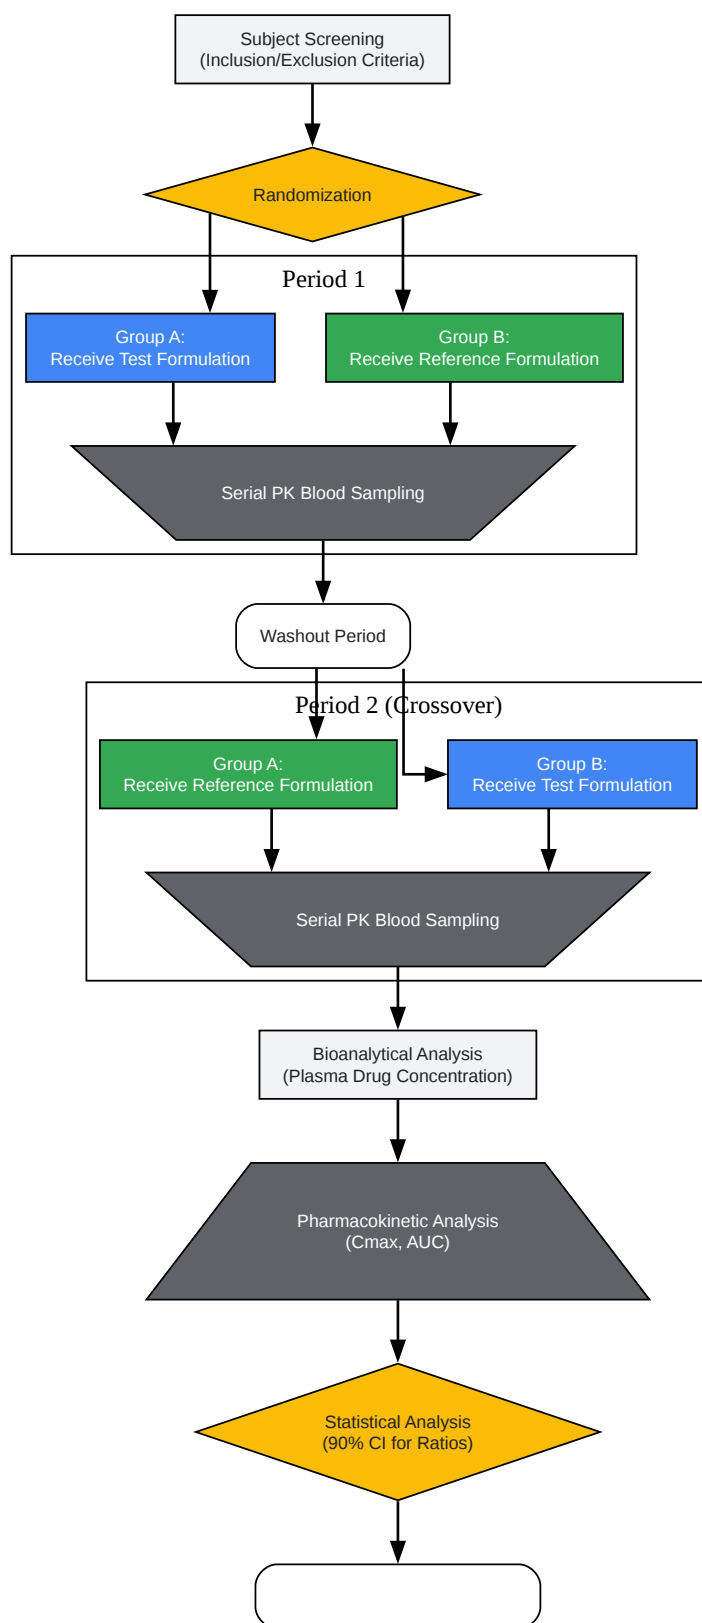 Subject Screening
(Inclusion/Exclusion Criteria)
Randomization
Period 1
Group A:
Receive Test Formulation
Group B:
Receive Reference Formulation
Serial PK Blood Sampling
Washout Period
Period 2 (Crossover)
Group A:
Receive Reference Formulation
Group B:
Receive Test Formulation
Serial PK Blood Sampling
Bioanalytical Analysis
(Plasma Drug Concentration)
Pharmacokinetic Analysis
(Cmax, AUC)
Statistical Analysis
(90% CI for Ratios)